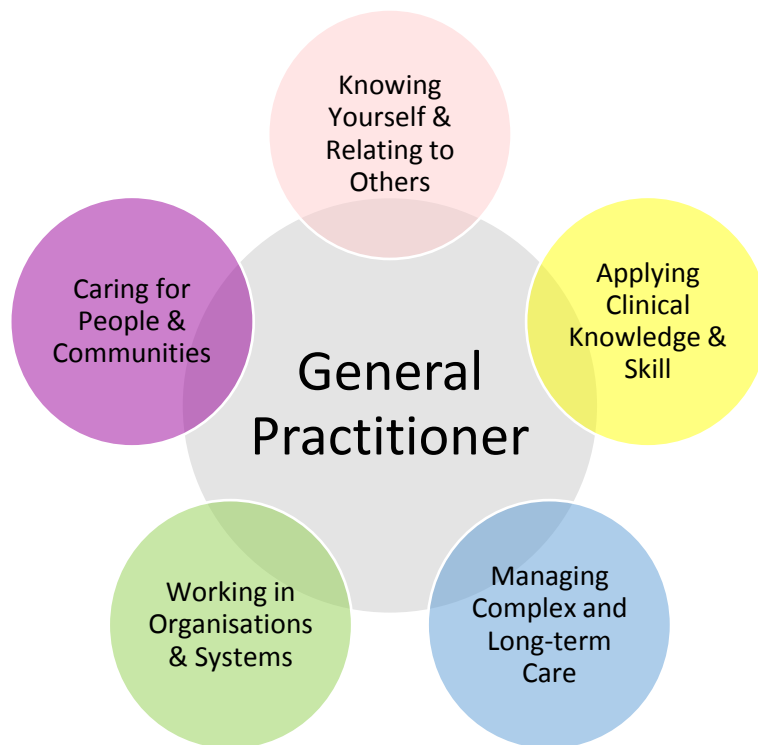 Knowing
Yourself &
Relating to
Others
Applying
Clinical
Knowledge &
Skill
Managing
Complex and
Long-term
Care
Working in
Organisations
& Systems
Caring for
People &
Communities
General
Practitioner